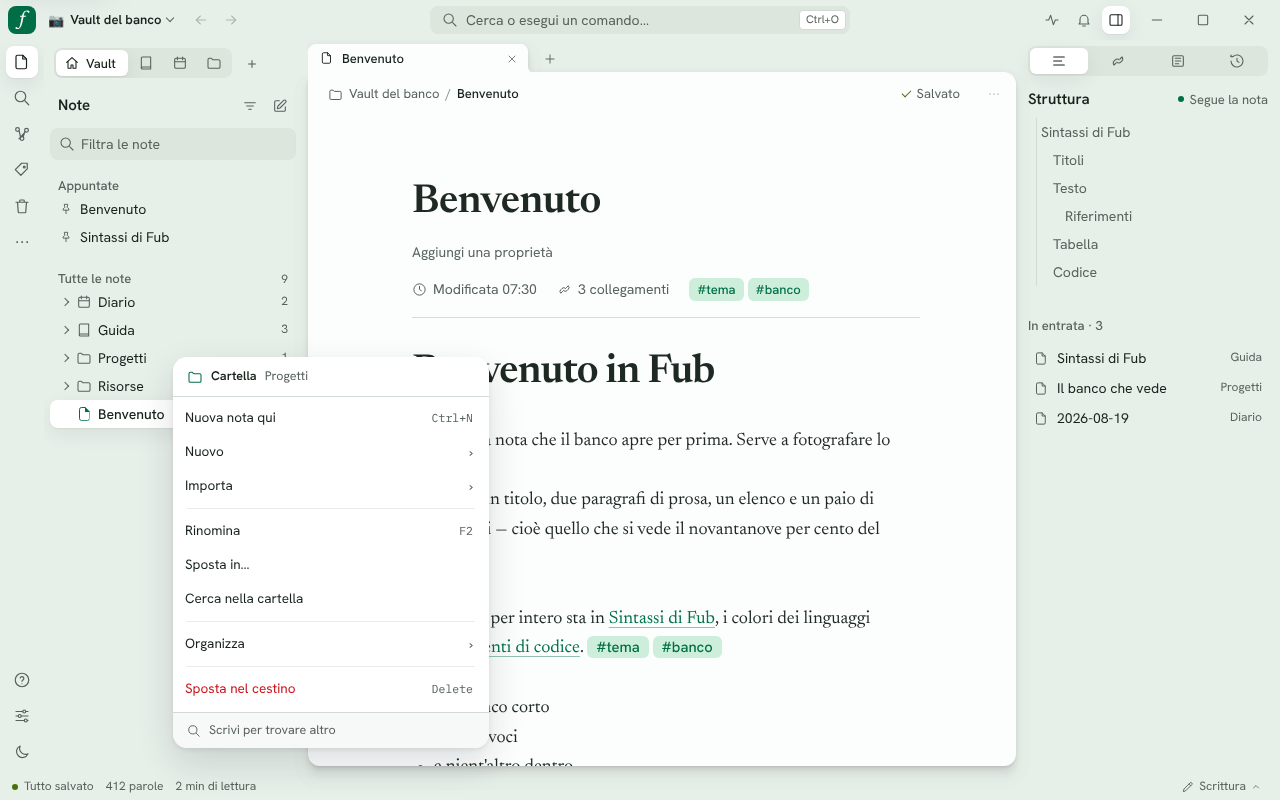 f Vault del banco
Cerca o esegui un comando… Ctrl+O
Vault
Note
Filtra le note
Appuntate
Benvenuto
Sintassi di Fub
Tutte le note 9
Diario 2
Guida 3
Progetti 1
Risorse
Benvenuto
Cartella Progetti
Nuova nota qui Ctrl+N
Nuovo ›
Importa ›
Rinomina F2
Sposta in…
Cerca nella cartella
Organizza ›
Sposta nel cestino Delete
Scrivi per trovare altro
Benvenuto
Vault del banco / Benvenuto Salvato
Benvenuto
Aggiungi una proprietà
Modificata 07:30 3 collegamenti #tema #banco
venuto in Fub
nota che il banco apre per prima. Serve a fotografare lo
n titolo, due paragrafi di prosa, un elenco e un paio di
i — cioè quello che si vede il novantanove per cento del
per intero sta in Sintassi di Fub, i colori dei linguaggi
nti di codice. #tema #banco
co corto
voci
e nient'altro dentro
Struttura Segue la nota
Sintassi di Fub
Titoli
Testo
Riferimenti
Tabella
Codice
In entrata · 3
Sintassi di Fub Guida
Il banco che vede Progetti
2026-08-19 Diario
Tutto salvato 412 parole 2 min di lettura
Scrittura